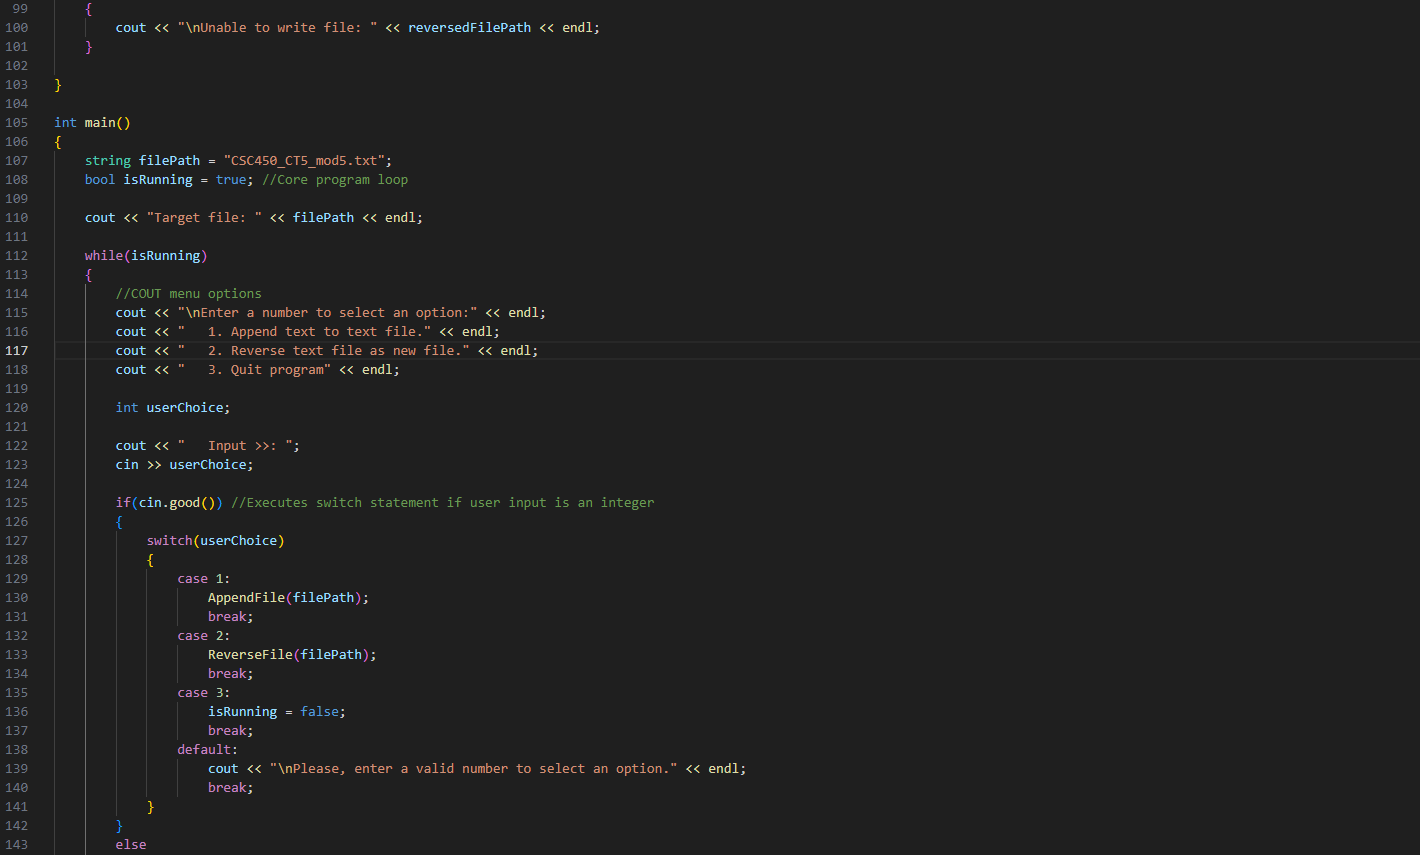 99 {
100 cout << "\nUnable to write file: " << reversedFilePath << endl;
101 }
102
103 }
104
105 int main()
106 {
107 string filePath = "CSC450_CT5_mod5.txt";
108 bool isRunning = true; //Core program loop
109
110 cout << "Target file: " << filePath << endl;
111
112 while(isRunning)
113 {
114 //COUT menu options
115 cout << "\nEnter a number to select an option:" << endl;
116 cout << "   1. Append text to text file." << endl;
117 cout << "   2. Reverse text file as new file." << endl;
118 cout << "   3. Quit program" << endl;
119
120 int userChoice;
121
122 cout << "   Input >>: ";
123 cin >> userChoice;
124
125 if(cin.good()) //Executes switch statement if user input is an integer
126 {
127 switch(userChoice)
128 {
129 case 1:
130 AppendFile(filePath);
131 break;
132 case 2:
133 ReverseFile(filePath);
134 break;
135 case 3:
136 isRunning = false;
137 break;
138 default:
139 cout << "\nPlease, enter a valid number to select an option." << endl;
140 break;
141 }
142 }
143 else